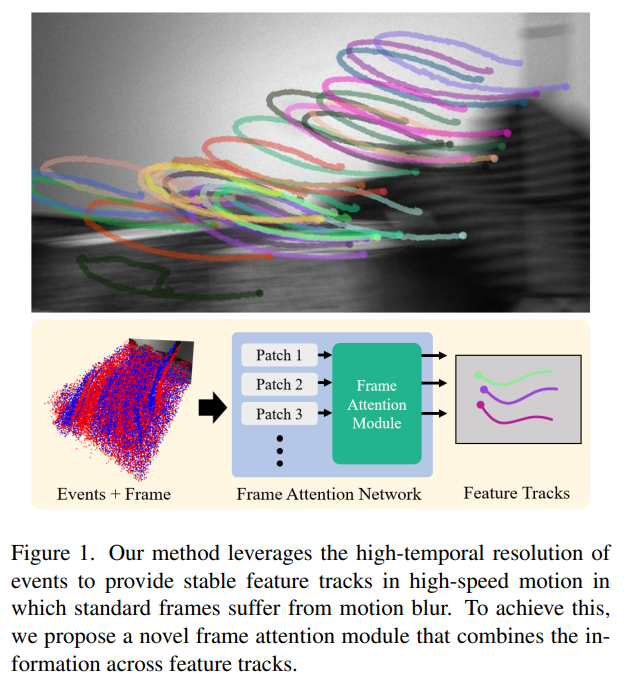 Patch 1
Patch 2
Patch 3
Frame
Attention
Module
Events + Frame
Frame Attention Network
Feature Tracks
Figure 1. Our method leverages the high-temporal resolution of
events to provide stable feature tracks in high-speed motion in
which standard frames suffer from motion blur. To achieve this,
we propose a novel frame attention module that combines the in-
formation across feature tracks.